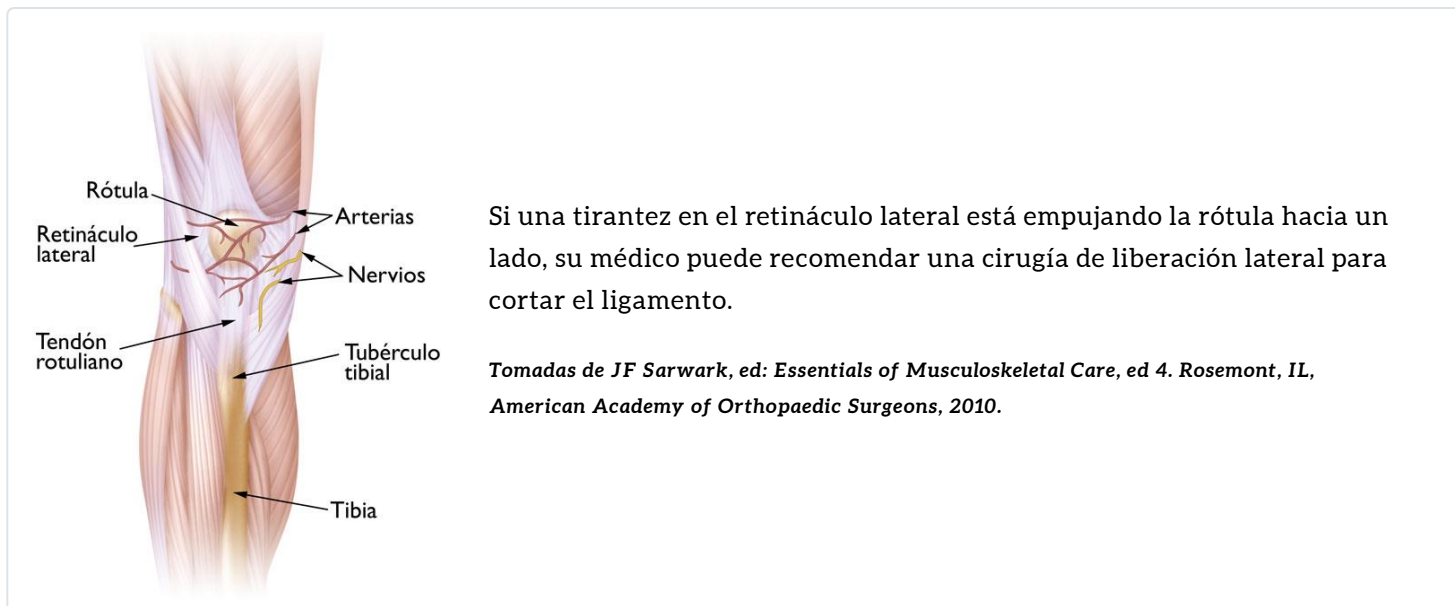 Rótula
Retináculo
lateral
Arterias
Nervios
Tendón
rotuliano
Tubérculo
tibial
Tibia
Si una tirantez en el retináculo lateral está empujando la rótula hacia un
lado, su médico puede recomendar una cirugía de liberación lateral para
cortar el ligamento.
Tomadas de JF Sarwark, ed: Essentials of Musculoskeletal Care, ed 4. Rosemont, IL,
American Academy of Orthopaedic Surgeons, 2010.